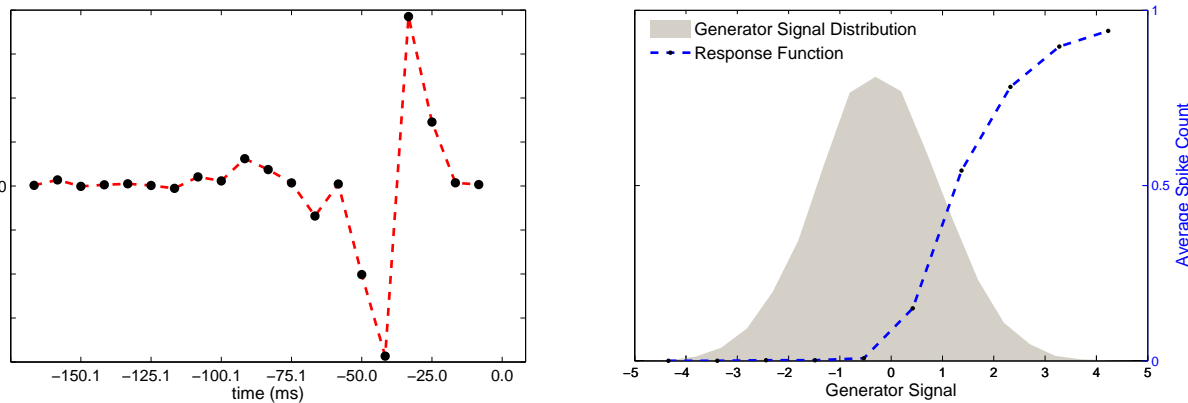 0
−150.1 −125.1 −100.1 −75.1 −50.0 −25.0 0.0
time (ms)
Generator Signal Distribution
Response Function
1
0.5
0
Average Spike Count
−5 −4 −3 −2 −1 0 1 2 3 4 5
Generator Signal